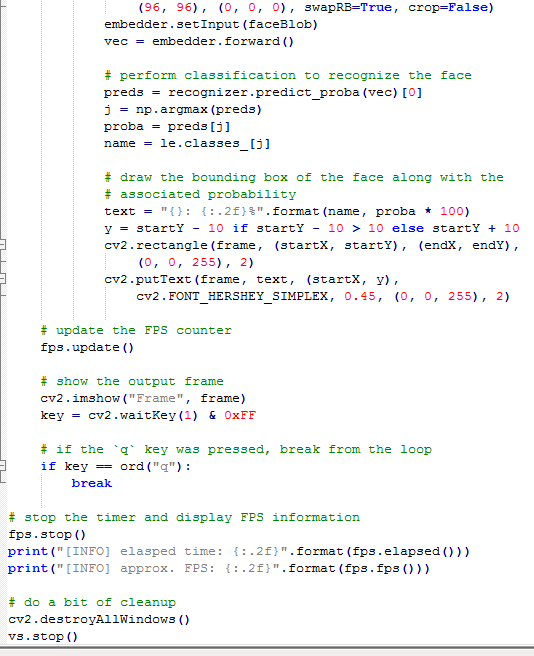 (96, 96), (0, 0, 0), swapRB=True, crop=False)
embedder.setInput(faceBlob)
vec = embedder.forward()
# perform classification to recognize the face
preds = recognizer.predict_proba(vec)[0]
j = np.argmax(preds)
proba = preds[j]
name = le.classes_[j]
# draw the bounding box of the face along with the
# associated probability
text = "{}: {:.2f}%".format(name, proba * 100)
y = startY - 10 if startY - 10 > 10 else startY + 10
cv2.rectangle(frame, (startX, startY), (endX, endY),
(0, 0, 255), 2)
cv2.putText(frame, text, (startX, y),
cv2.FONT_HERSHEY_SIMPLEX, 0.45, (0, 0, 255), 2)
# update the FPS counter
fps.update()
# show the output frame
cv2.imshow("Frame", frame)
key = cv2.waitKey(1) & 0xFF
# if the `q` key was pressed, break from the loop
if key == ord("q"):
break
# stop the timer and display FPS information
fps.stop()
print("[INFO] elasped time: {:.2f}".format(fps.elapsed()))
print("[INFO] approx. FPS: {:.2f}".format(fps.fps()))
# do a bit of cleanup
cv2.destroyAllWindows()
vs.stop()